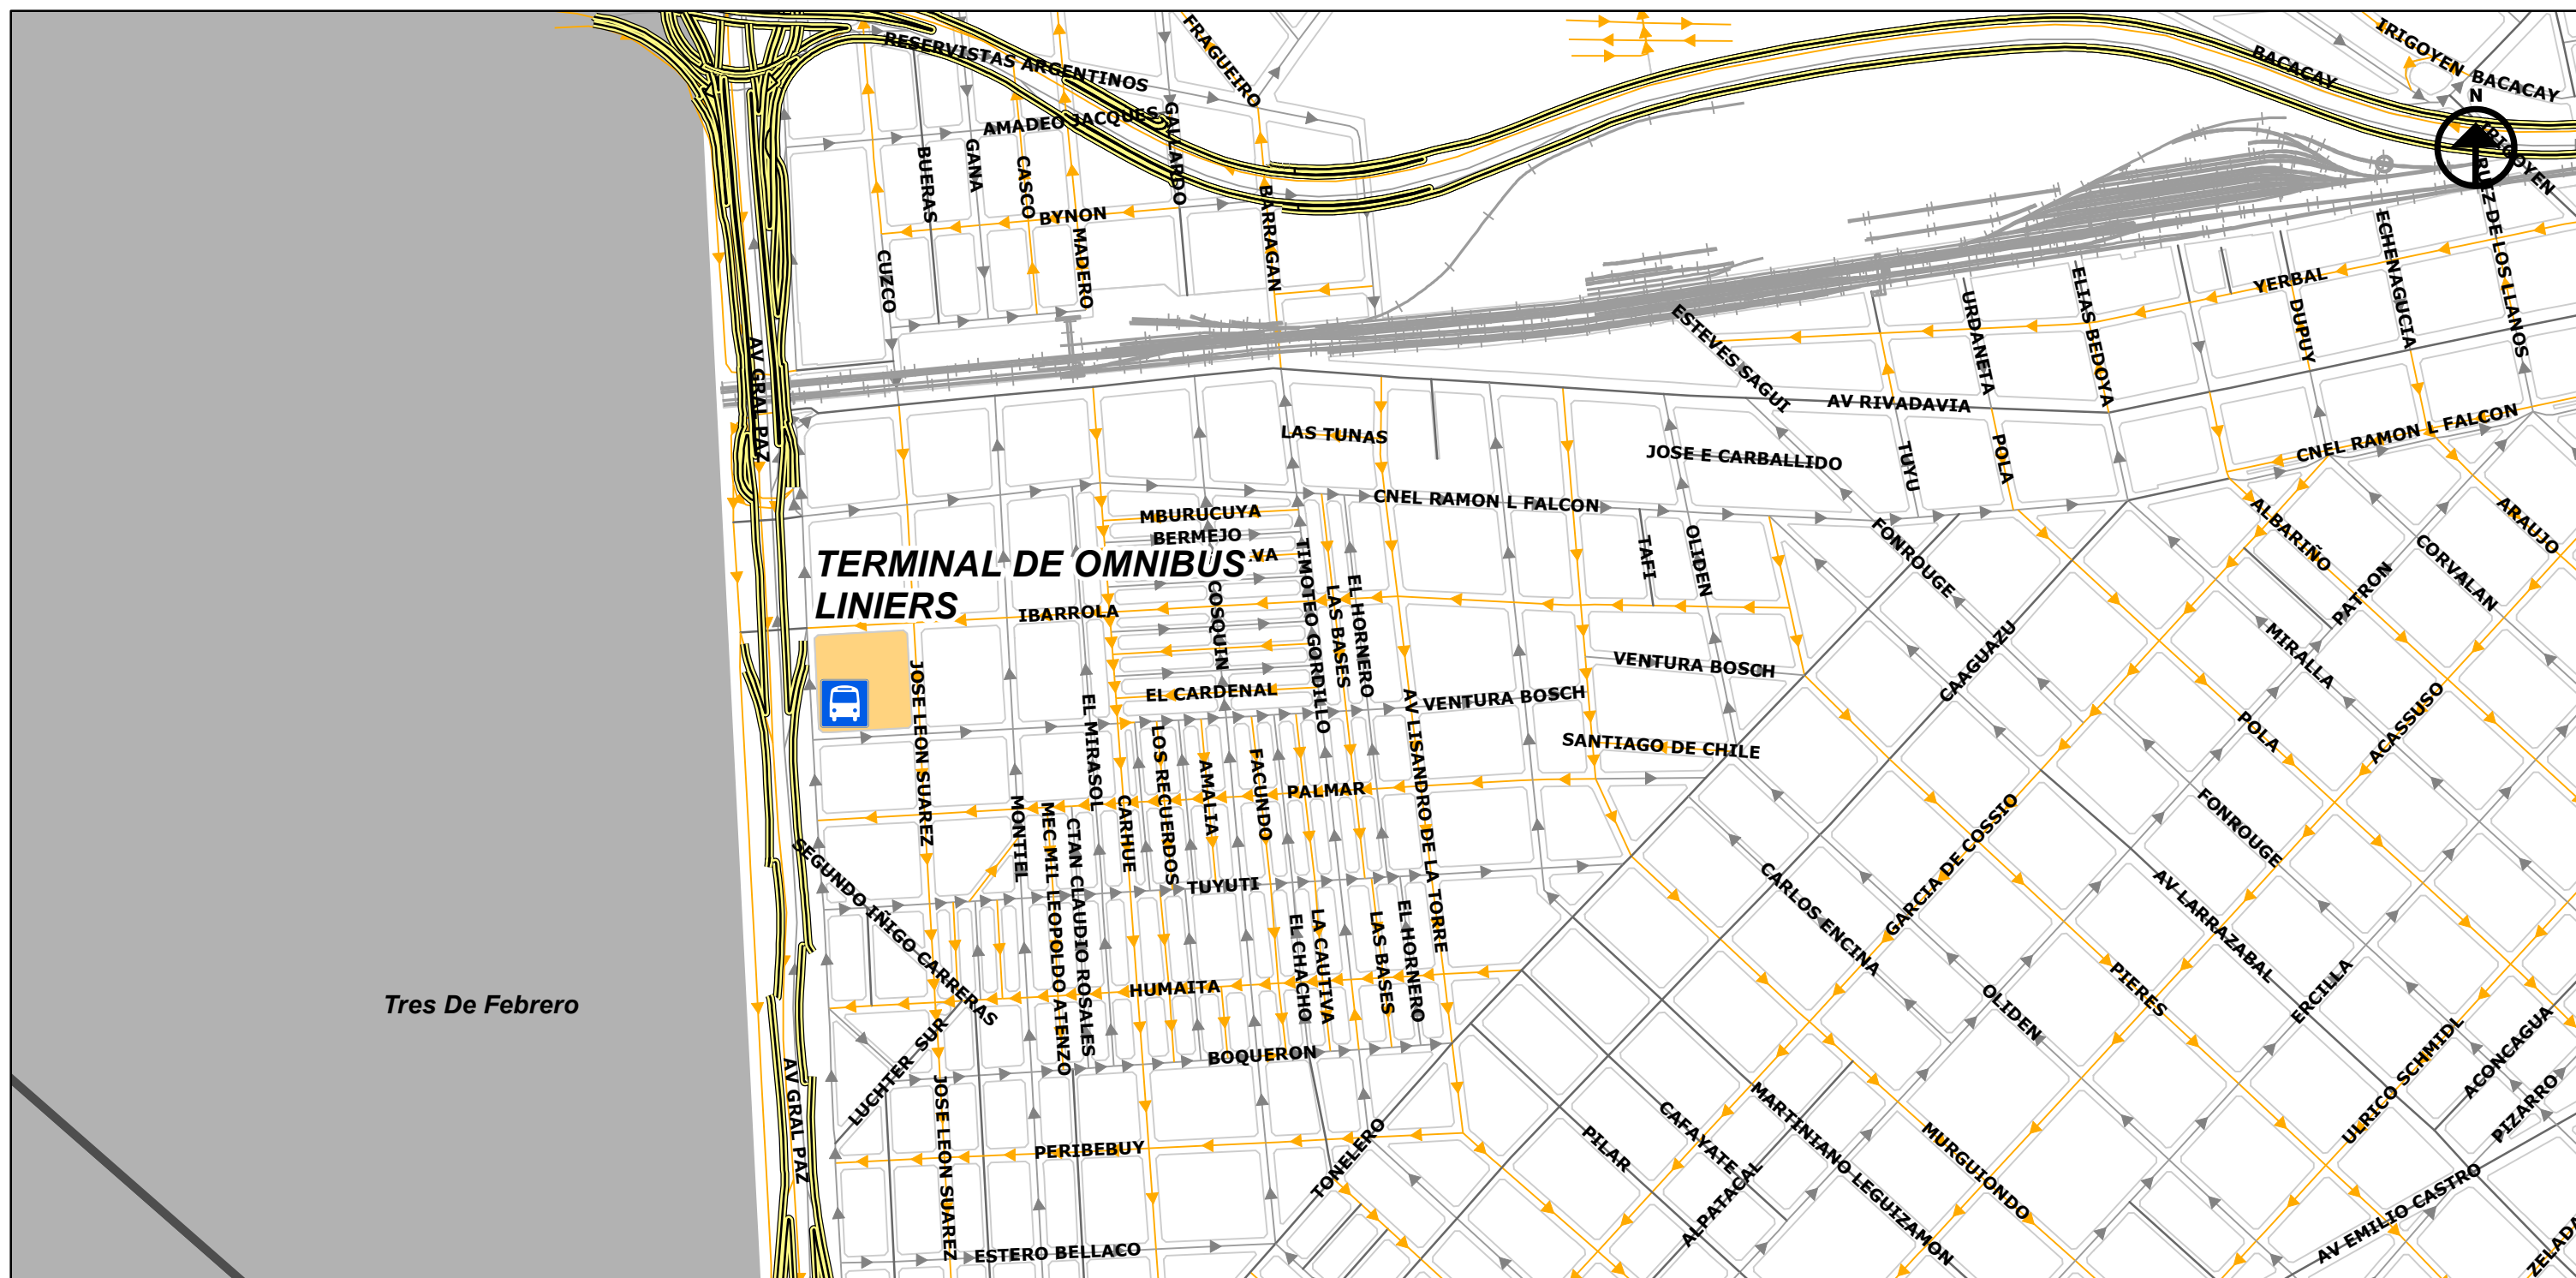 FRAGUEIRO
IRIGOYEN
BACACAY
BACACAY
RESERVISTAS ARGENTINOS
N
AMADEO JACQUES
GALLARDO
IRIGOYEN
BUERAS
GANA
CASCO
BYNON
MADERO
BARRAGAN
CUZCO
RUIZ DE LOS LLANOS
ECHENAGUCIA
YERBAL
DUPUY
ELIAS BEDOYA
URDANETA
ESTEVES SAGUI
AV GRAL PAZ
AV RIVADAVIA
LAS TUNAS
JOSE E CARBALLIDO
TUYU
POLA
CNEL RAMON L FALCON
CNEL RAMON L FALCON
MBURUCUYA
BERMEJO
TERMINAL DE OMNIBUS
LINIERS
VA
IBARROLA
COSQUIN
TIMOTEO GORDILLO
LAS BASES
EL HORNERO
TAFI
OLIDEN
FONROUGE
ALBARIÑO
ARAUJO
CORVALAN
PATRON
MIRALLA
CAAGUAZU
VENTURA BOSCH
VENTURA BOSCH
EL CARDENAL
SANTIAGO DE CHILE
JOSE LEON SUAREZ
EL MIRASOL
LOS RECUERDOS
AMALIA
FACUNDO
PALMAR
AV LISANDRO DE LA TORRE
POLA
ACASSUSO
MONTIEL
MEC MIL LEOPOLDO ATENZO
CTAN CLAUDIO ROSALES
CARHUE
TUYUTI
SEGUNDO IÑIGO CARRERAS
GARCIA DE COSSIO
FONROUGE
CARLOS ENCINA
AV LARRAZABAL
EL CHACHO
LA CAUTIVA
LAS BASES
EL HORNERO
HUMAITA
Tres De Febrero
LUCHTER SUR
BOQUERON
OLIDEN
PIERES
ERCILA
ULRICO SCHMIDL
ACONCAGUA
PIZARRO
AV GRAL PAZ
JOSE LEON SUAREZ
PERIBEBUY
TONELERO
PILAR
CAFAYATE
MARTINIANO LEGUIZAMON
MURGUIONDO
ALPATACAL
ESTERO BELLACO
AV EMILIO CASTRO